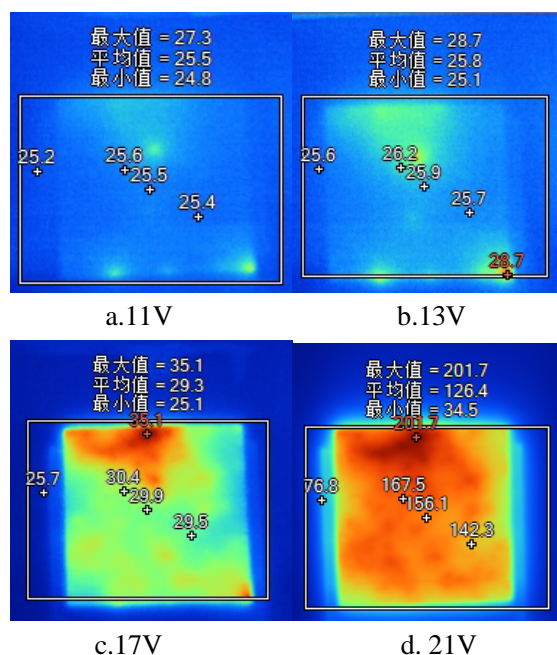 最大值 = 27.3
平均值 = 25.5
最小值 = 24.8
25.2
25.6
25.5
25.4
a.11V
最大值 = 28.7
平均值 = 25.8
最小值 = 25.1
25.6
26.2
25.9
25.7
28.7
b.13V
最大值 = 35.1
平均值 = 29.3
最小值 = 25.1
35.1
25.7
30.4
29.9
29.5
c.17V
最大值 = 201.7
平均值 = 126.4
最小值 = 34.5
201.7
76.8
167.5
156.1
142.3
d. 21V